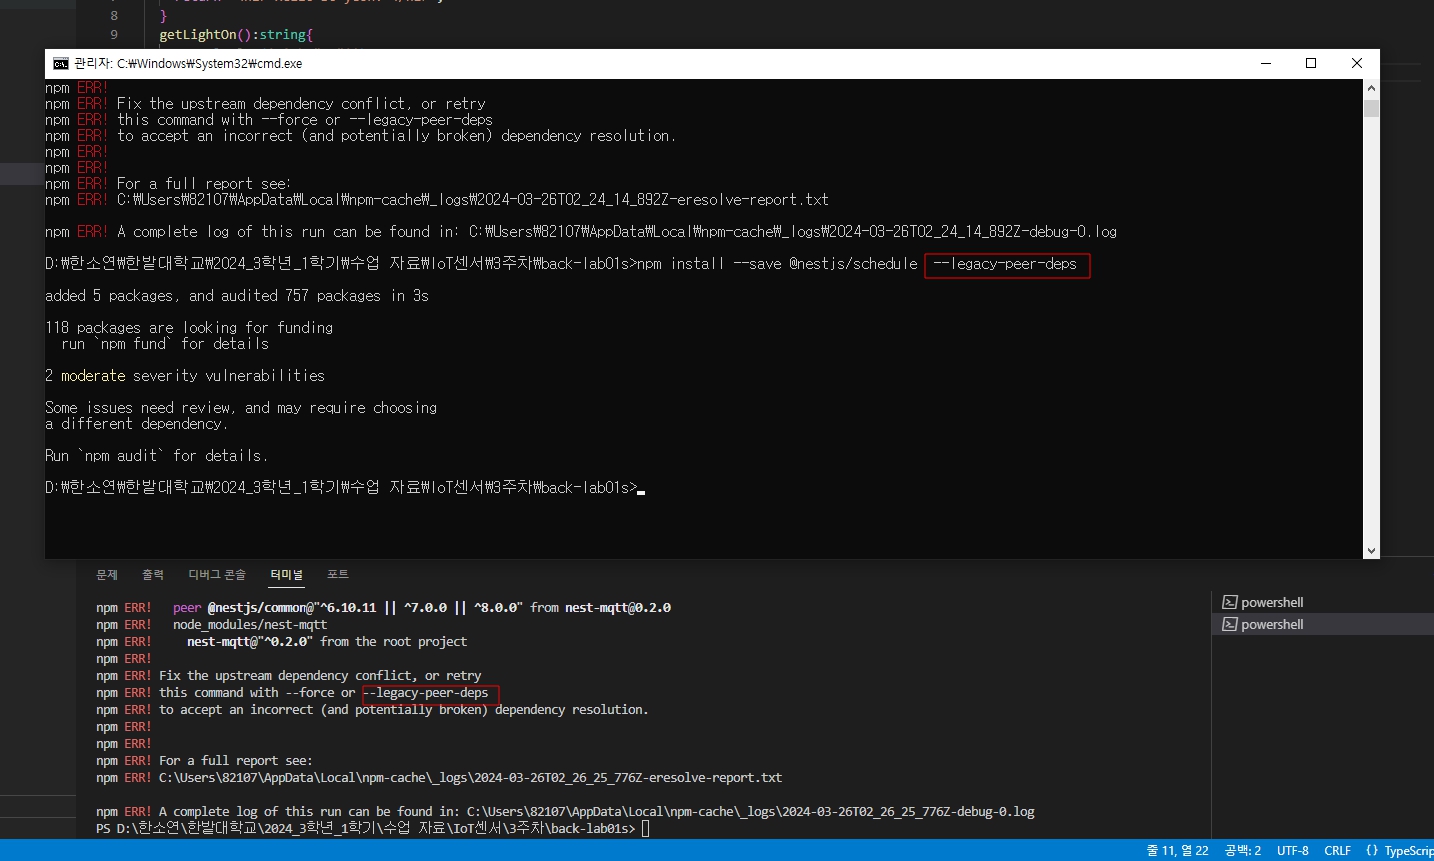 8 }
9 getLightOn():string{
관리자: C:\Windows\System32\cmd.exe
npm ERR!
npm ERR! Fix the upstream dependency conflict, or retry
npm ERR! this command with --force or --legacy-peer-deps
npm ERR! to accept an incorrect (and potentially broken) dependency resolution.
npm ERR!
npm ERR!
npm ERR! For a full report see:
npm ERR! C:\Users\82107\AppData\Local\npm-cache\_logs\2024-03-26T02_24_14_892Z-eresolve-report.txt
npm ERR! A complete log of this run can be found in: C:\Users\82107\AppData\Local\npm-cache\_logs\2024-03-26T02_24_14_892Z-debug-0.log
D:\한소연\한밭대학교\2024_3학년_1학기\수업 자료\IoT센서\3주차\back-lab01s>npm install --save @nestjs/schedule --legacy-peer-deps
added 5 packages, and audited 757 packages in 3s
118 packages are looking for funding
run `npm fund` for details
2 moderate severity vulnerabilities
Some issues need review, and may require choosing
a different dependency.
Run `npm audit` for details.
D:\한소연\한밭대학교\2024_3학년_1학기\수업 자료\IoT센서\3주차\back-lab01s>
문제 출력 디버그 콘솔 터미널 포트
npm ERR! peer @nestjs/common@"^6.10.11 || ^7.0.0 || ^8.0.0" from nest-mqtt@0.2.0
npm ERR! node_modules/nest-mqtt
npm ERR! nest-mqtt@"^0.2.0" from the root project
npm ERR!
npm ERR! Fix the upstream dependency conflict, or retry
npm ERR! this command with --force or --legacy-peer-deps
npm ERR! to accept an incorrect (and potentially broken) dependency resolution.
npm ERR!
npm ERR!
npm ERR! For a full report see:
npm ERR! C:\Users\82107\AppData\Local\npm-cache\_logs\2024-03-26T02_26_25_776Z-eresolve-report.txt
npm ERR! A complete log of this run can be found in: C:\Users\82107\AppData\Local\npm-cache\_logs\2024-03-26T02_26_25_776Z-debug-0.log
PS D:\한소연\한밭대학교\2024_3학년_1학기\수업 자료\IoT센서\3주차\back-lab01s>
powershell
powershell
줄 11, 열 22 공백: 2 UTF-8 CRLF {} TypeScrip